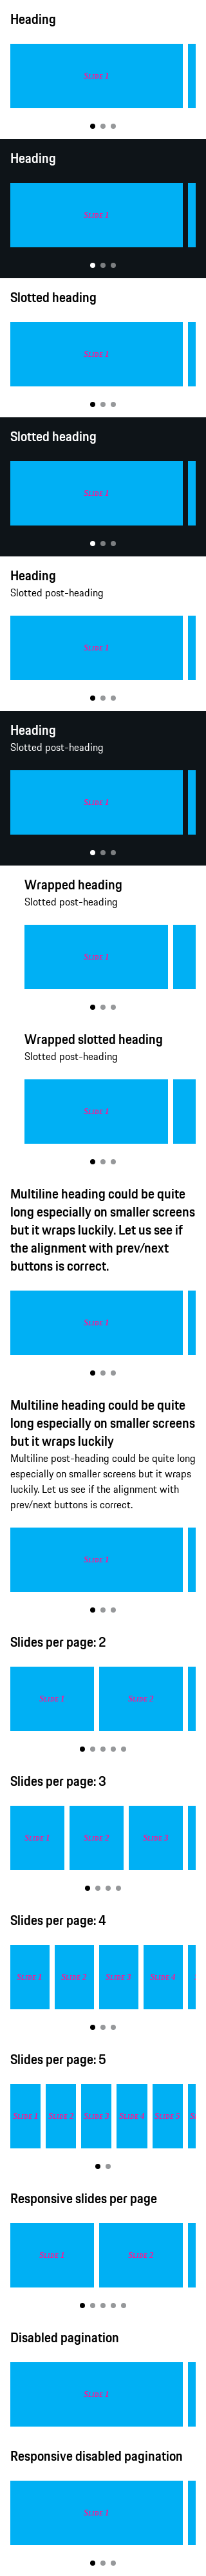 Heading
Slide 1
Heading
Slide 1
Slotted heading
Slide 1
Slotted heading
Slide 1
Heading
Slotted post-heading
Slide 1
Heading
Slotted post-heading
Slide 1
Wrapped heading
Slotted post-heading
Slide 1
Wrapped slotted heading
Slotted post-heading
Slide 1
Multiline heading could be quite
long especially on smaller screens
but it wraps luckily. Let us see if
the alignment with prev/next
buttons is correct.
Slide 1
Multiline heading could be quite
long especially on smaller screens
but it wraps luckily
Multiline post-heading could be quite long
especially on smaller screens but it wraps
luckily. Let us see if the alignment with
prev/next buttons is correct.
Slide 1
Slides per page: 2
Slide 1 Slide 2
Slides per page: 3
Slide 1 Slide 2 Slide 3
Slides per page: 4
Slide 1 Slide 2 Slide 3 Slide 4
Slides per page: 5
Slide 1 Slide 2 Slide 3 Slide 4 Slide 5 S
Responsive slides per page
Slide 1 Slide 2
Disabled pagination
Slide 1
Responsive disabled pagination
Slide 1